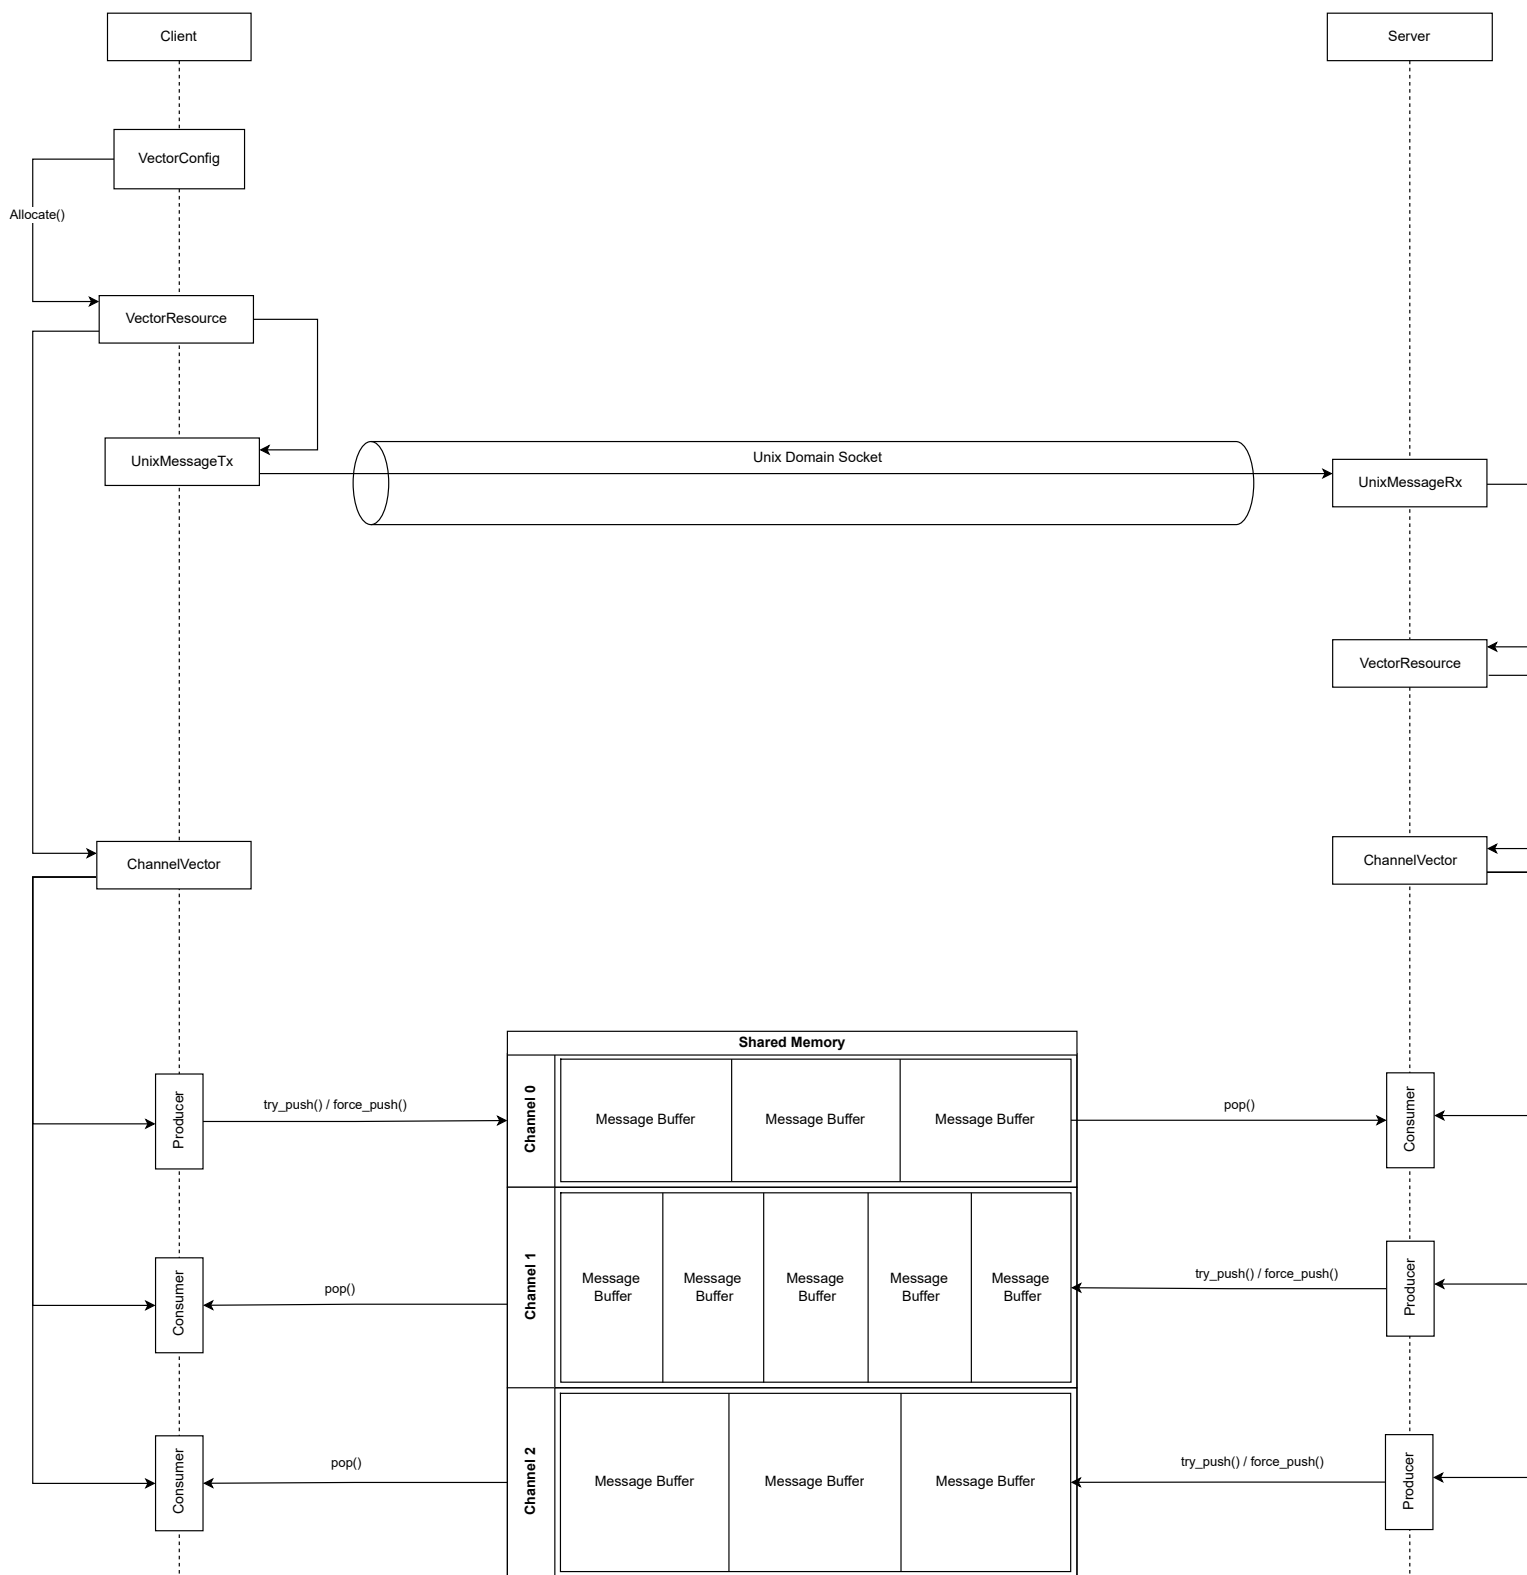 Client
Server
VectorConfig
Allocate()
VectorResource
UnixMessageTx
Unix Domain Socket
UnixMessageRx
VectorResource
ChannelVector
ChannelVector
Shared Memory
Producer
try_push() / force_push()
Channel 0
Message Buffer
Message Buffer
Message Buffer
pop()
Consumer
Consumer
pop()
Channel 1
Message
Buffer
Message
Buffer
Message
Buffer
Message
Buffer
Message
Buffer
try_push() / force_push()
Producer
Consumer
pop()
Channel 2
Message Buffer
Message Buffer
Message Buffer
try_push() / force_push()
Producer